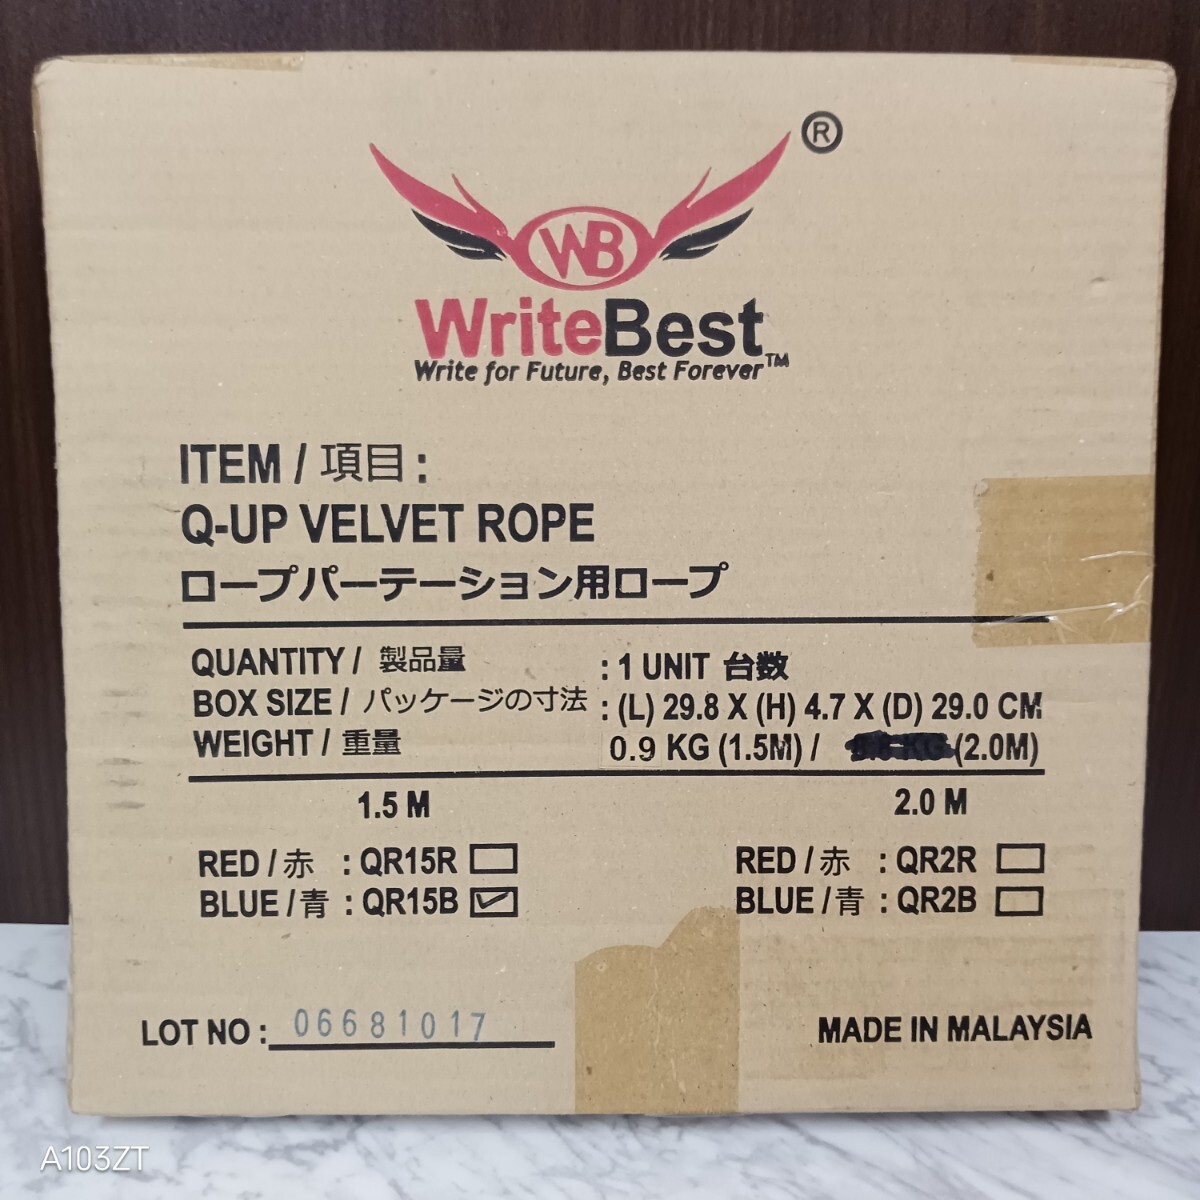 ®
WB
WriteBest
Write for Future, Best Forever™
ITEM / 項目 :
Q-UP VELVET ROPE
ロープパーテーション用ロープ
QUANTITY / 製品量 : 1 UNIT 台数
BOX SIZE / パッケージの寸法 : (L) 29.8 X (H) 4.7 X (D) 29.0 CM
WEIGHT / 重量 0.9 KG (1.5M) / (2.0M)
1.5 M 2.0 M
RED / 赤 : QR15R RED / 赤 : QR2R
BLUE / 青 : QR15B BLUE / 青 : QR2B
LOT NO : 06681017 MADE IN MALAYSIA
A103ZT